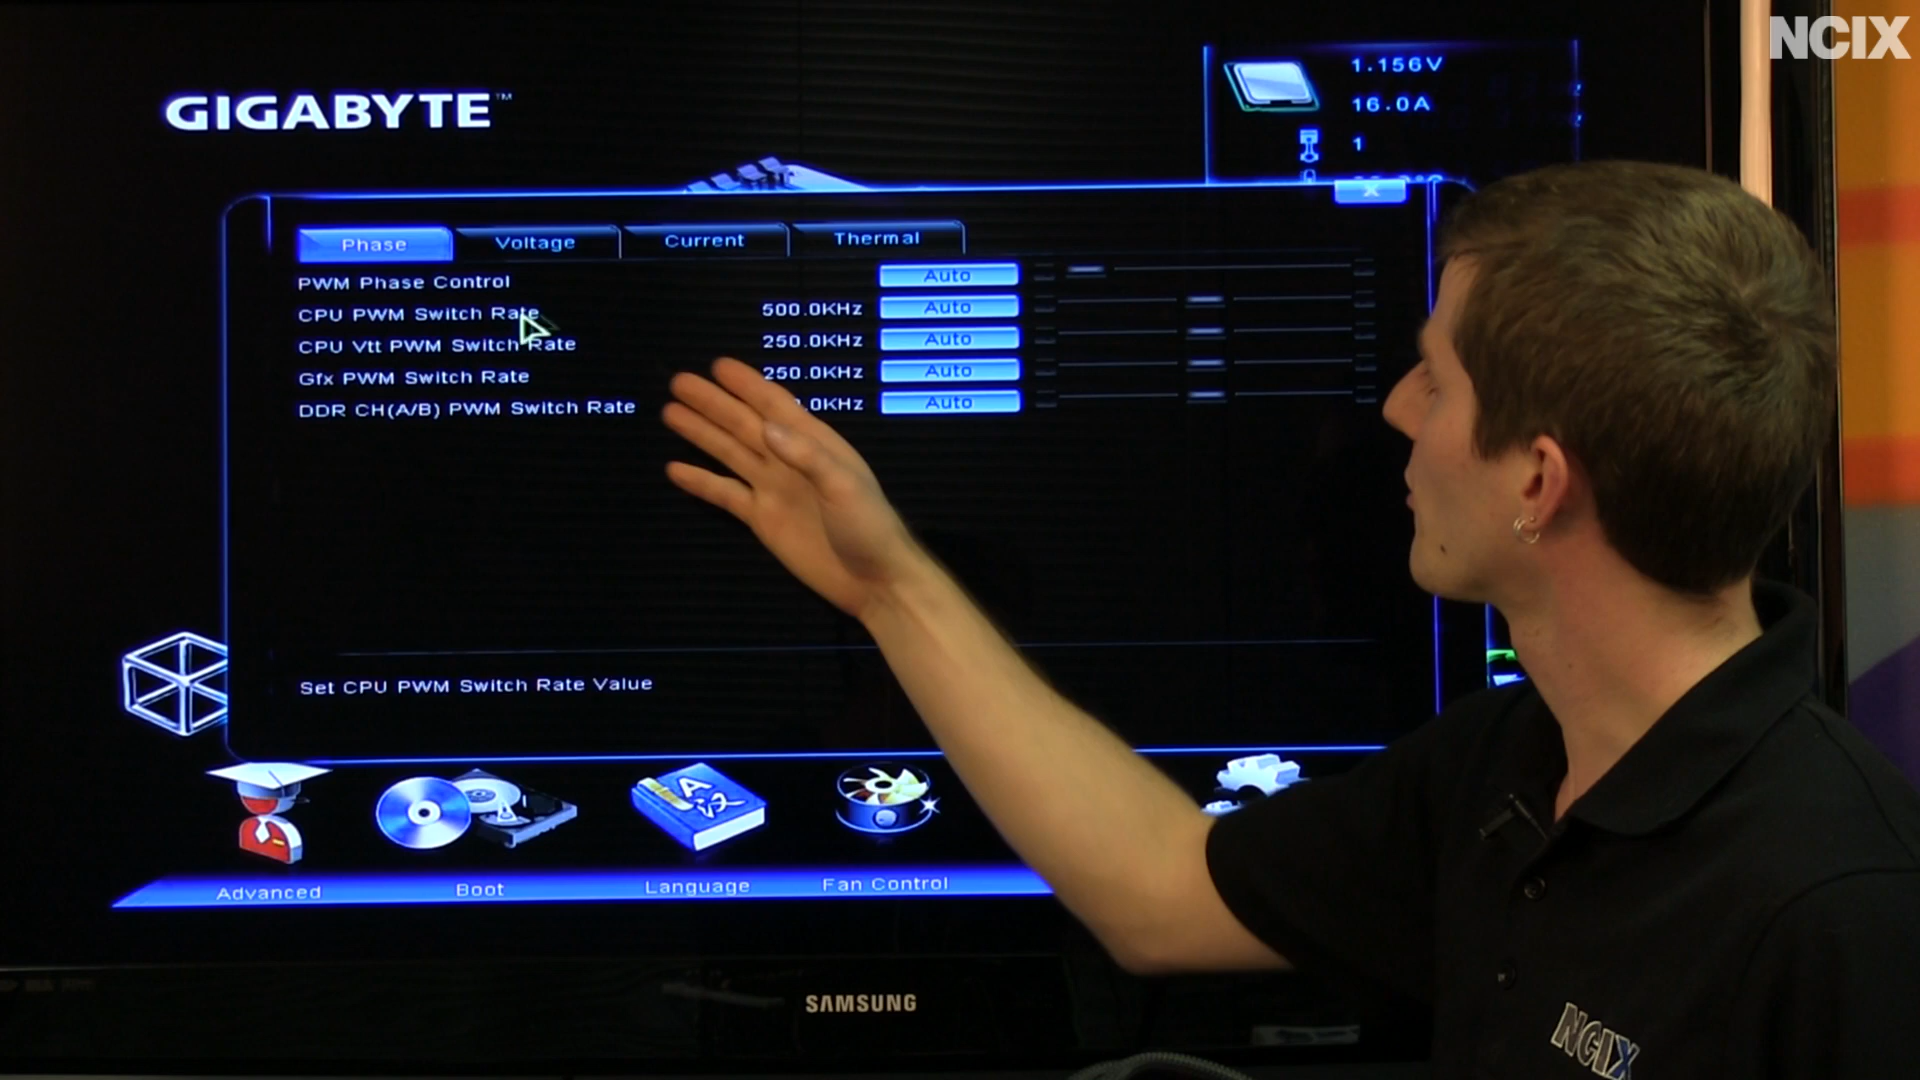 NCIX
GIGABYTE™
1.156V
16.0A
1
X
Phase
Voltage
Current
Thermal
PWM Phase Control
Auto
CPU PWM Switch Rate
500.0KHz
Auto
CPU Vtt PWM Switch Rate
250.0KHz
Auto
Gfx PWM Switch Rate
250.0KHz
Auto
DDR CH(A/B) PWM Switch Rate
.0KHz
Auto
Set CPU PWM Switch Rate Value
Advanced
Boot
Language
Fan Control
SAMSUNG
NCIX